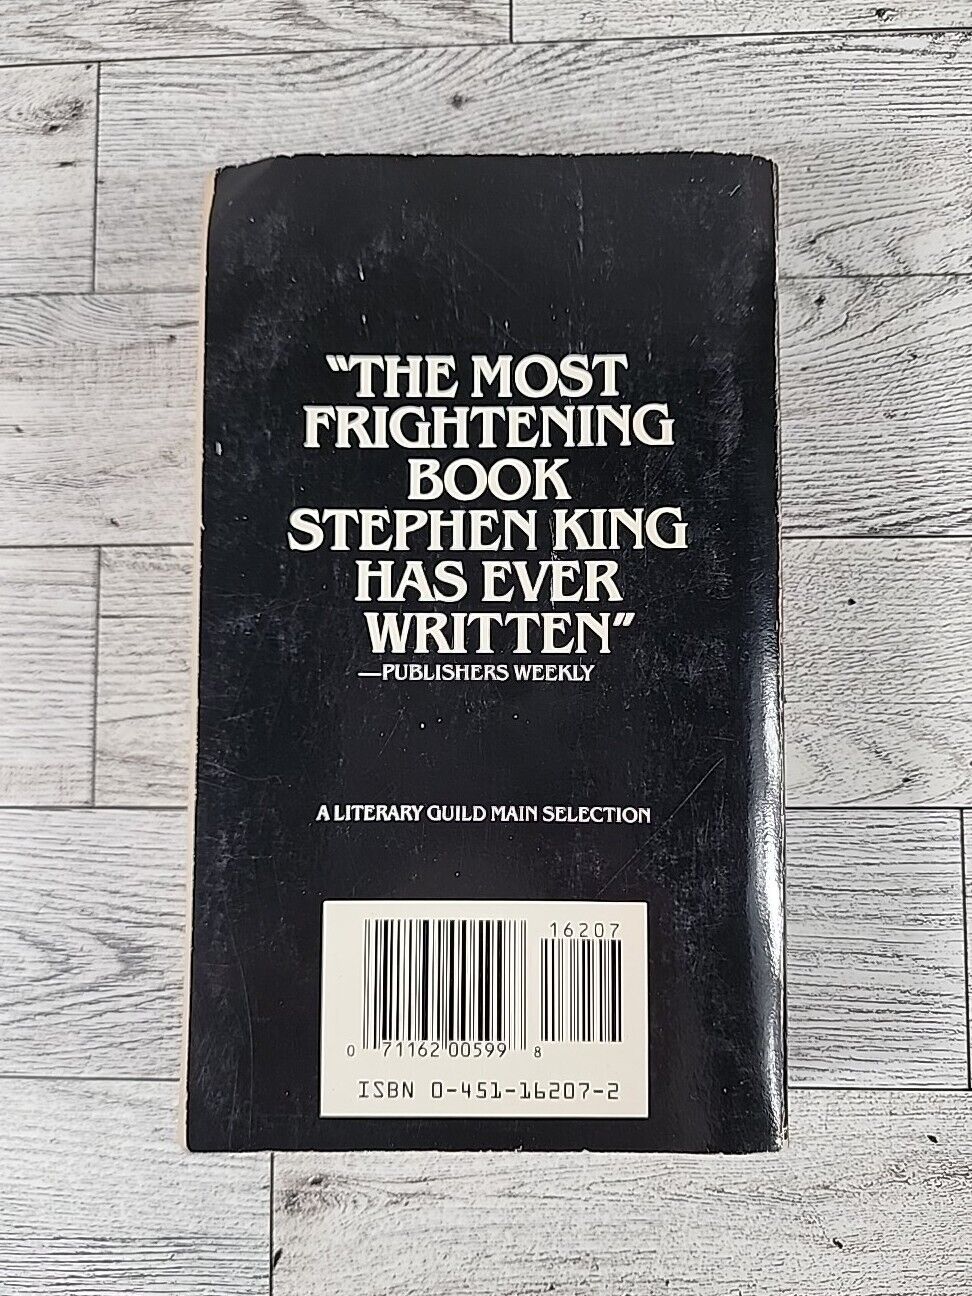 "THE MOST
FRIGHTENING
BOOK
STEPHEN KING
HAS EVER
WRITTEN"
—PUBLISHERS WEEKLY
A LITERARY GUILD MAIN SELECTION
16207
0 71162 00599 8
ISBN 0-451-16207-2